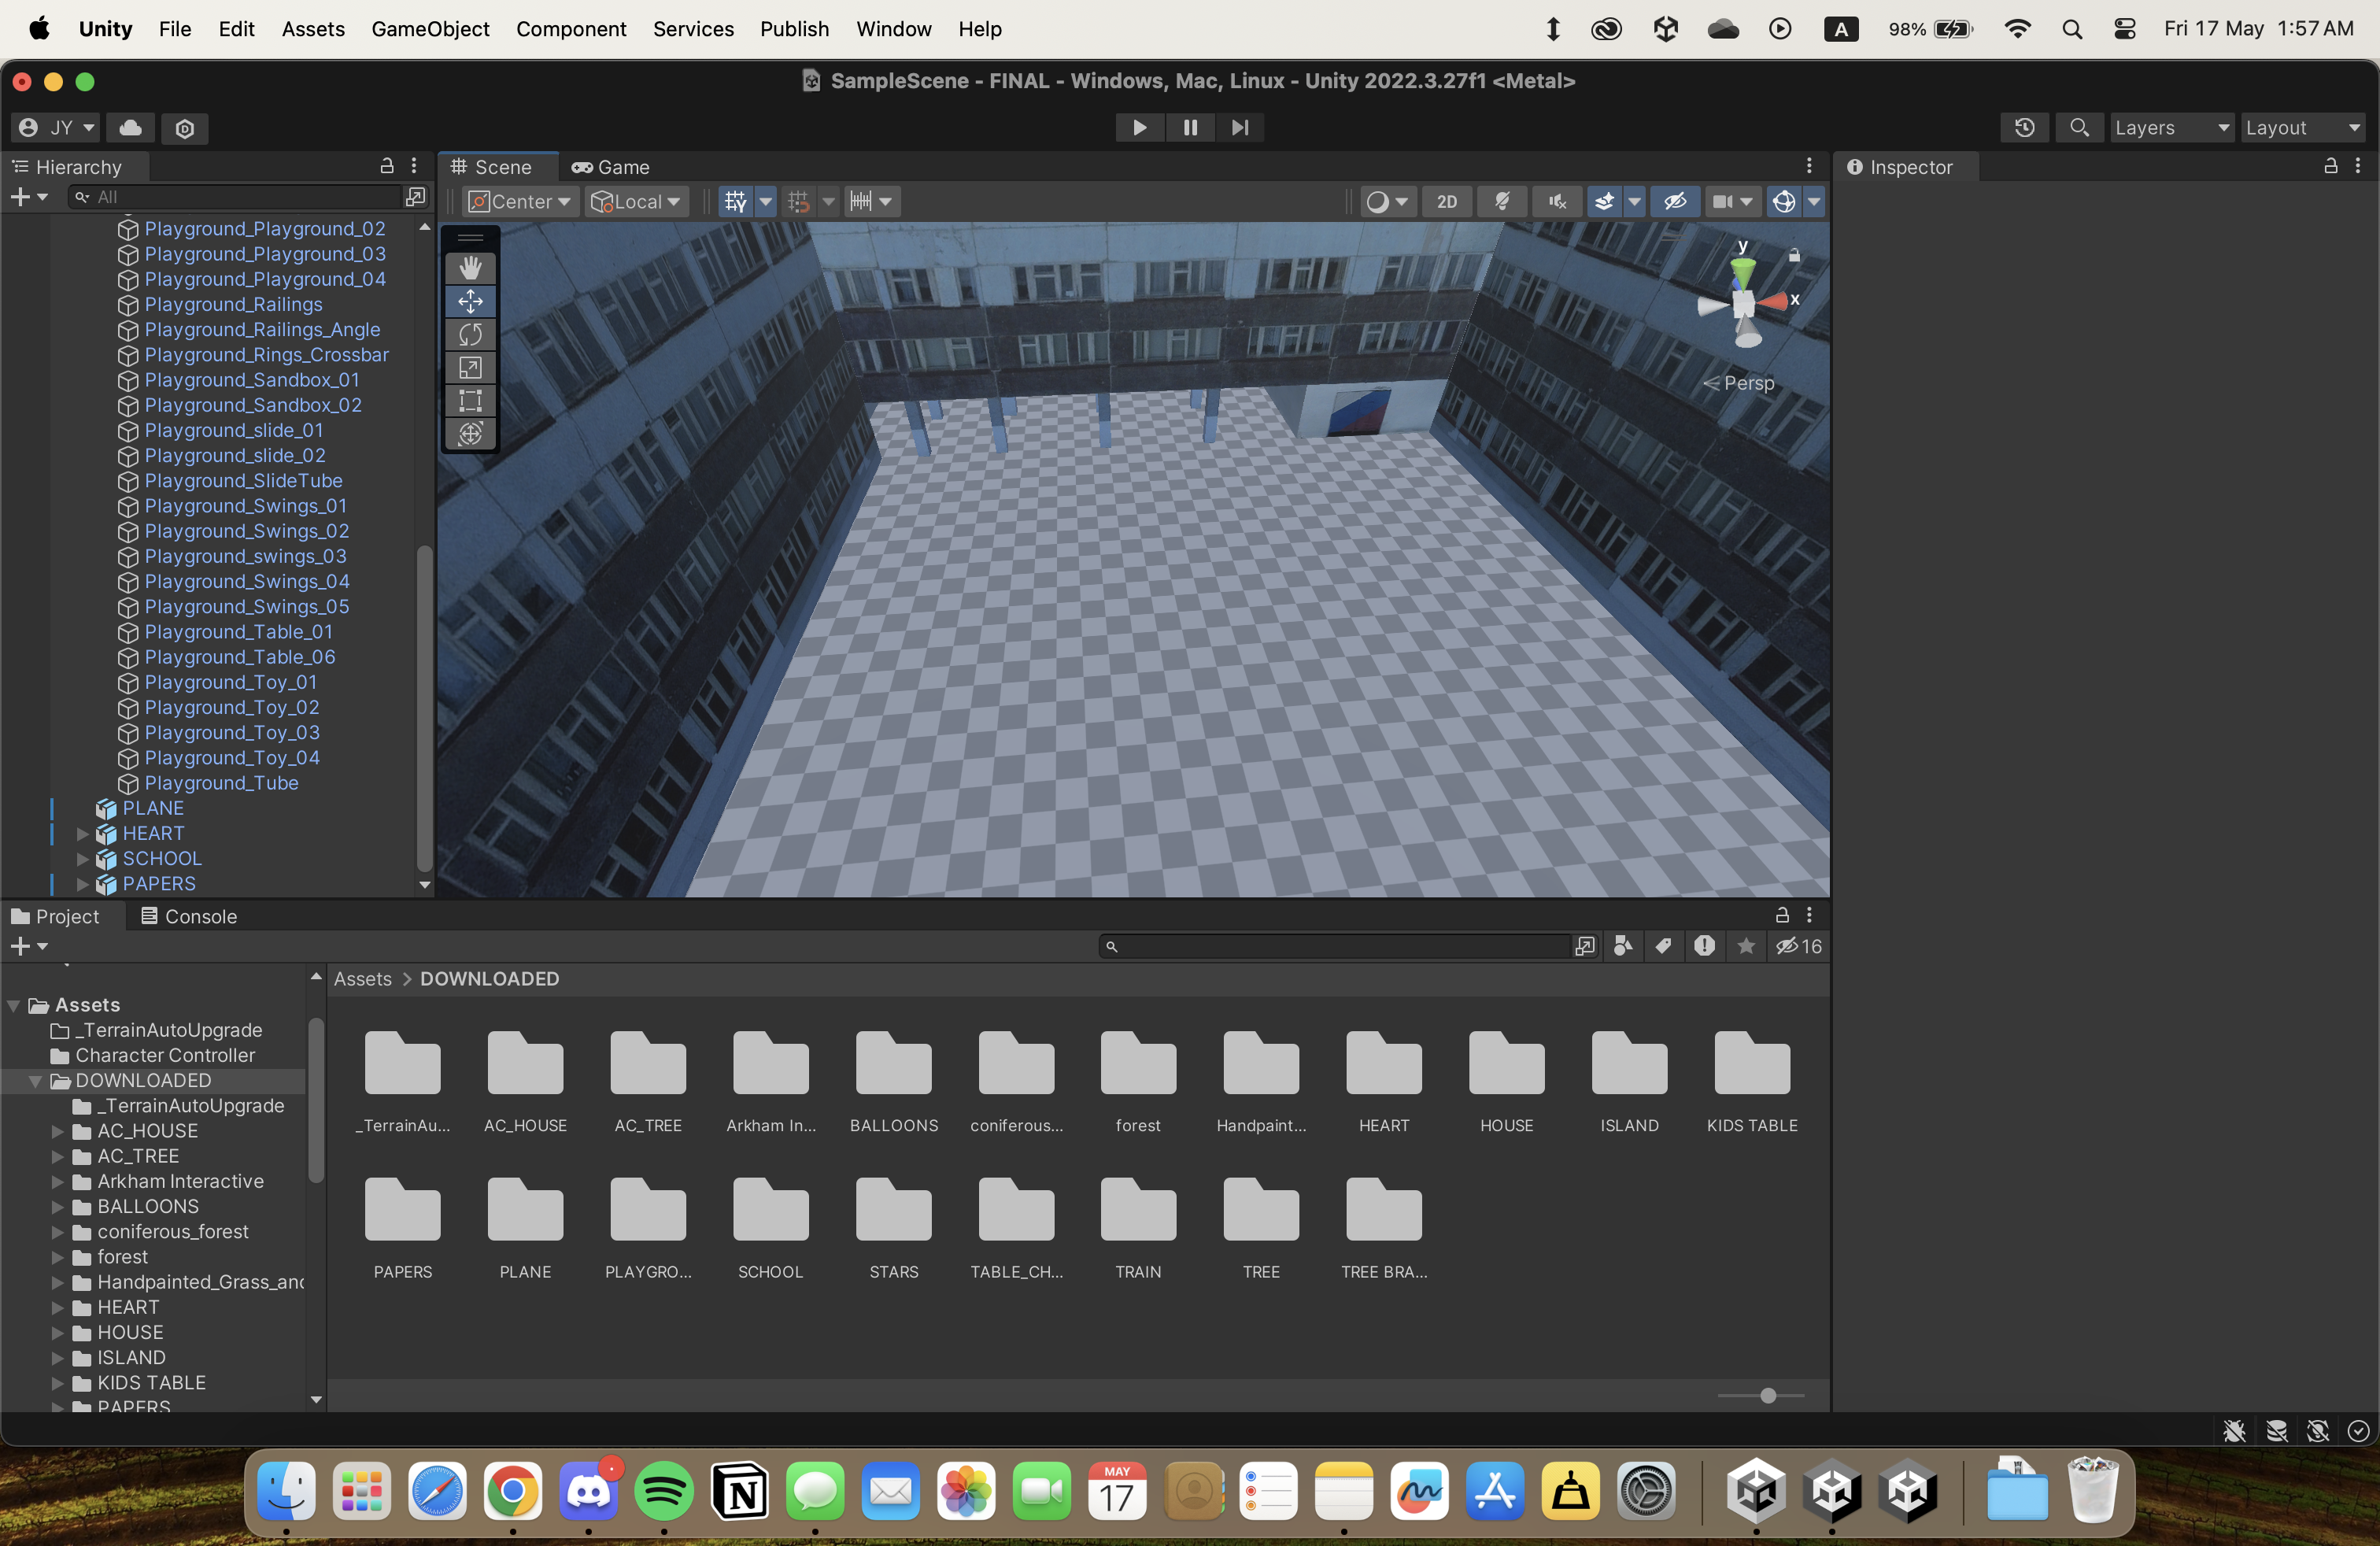 Unity File Edit Assets GameObject Component Services Publish Window Help A 98% Fri 17 May 1:57 AM
SampleScene - FINAL - Windows, Mac, Linux - Unity 2022.3.27f1 <Metal>
JY Layers Layout
Hierarchy
All
Playground_Playground_02
Playground_Playground_03
Playground_Playground_04
Playground_Railings
Playground_Railings_Angle
Playground_Rings_Crossbar
Playground_Sandbox_01
Playground_Sandbox_02
Playground_slide_01
Playground_slide_02
Playground_SlideTube
Playground_Swings_01
Playground_Swings_02
Playground_swings_03
Playground_Swings_04
Playground_Swings_05
Playground_Table_01
Playground_Table_06
Playground_Toy_01
Playground_Toy_02
Playground_Toy_03
Playground_Toy_04
Playground_Tube
PLANE
HEART
SCHOOL
PAPERS
Scene Game
Center Local 2D
y
x
Persp
Inspector
Project Console
16
Assets
_TerrainAutoUpgrade
Character Controller
DOWNLOADED
_TerrainAutoUpgrade
AC_HOUSE
AC_TREE
Arkham Interactive
BALLOONS
coniferous_forest
forest
Handpainted_Grass_and
HEART
HOUSE
ISLAND
KIDS TABLE
PAPERS
Assets > DOWNLOADED
_TerrainAu... AC_HOUSE AC_TREE Arkham In... BALLOONS coniferous... forest Handpaint... HEART HOUSE ISLAND KIDS TABLE
PAPERS PLANE PLAYGRO... SCHOOL STARS TABLE_CH... TRAIN TREE TREE BRA...
MAY
17